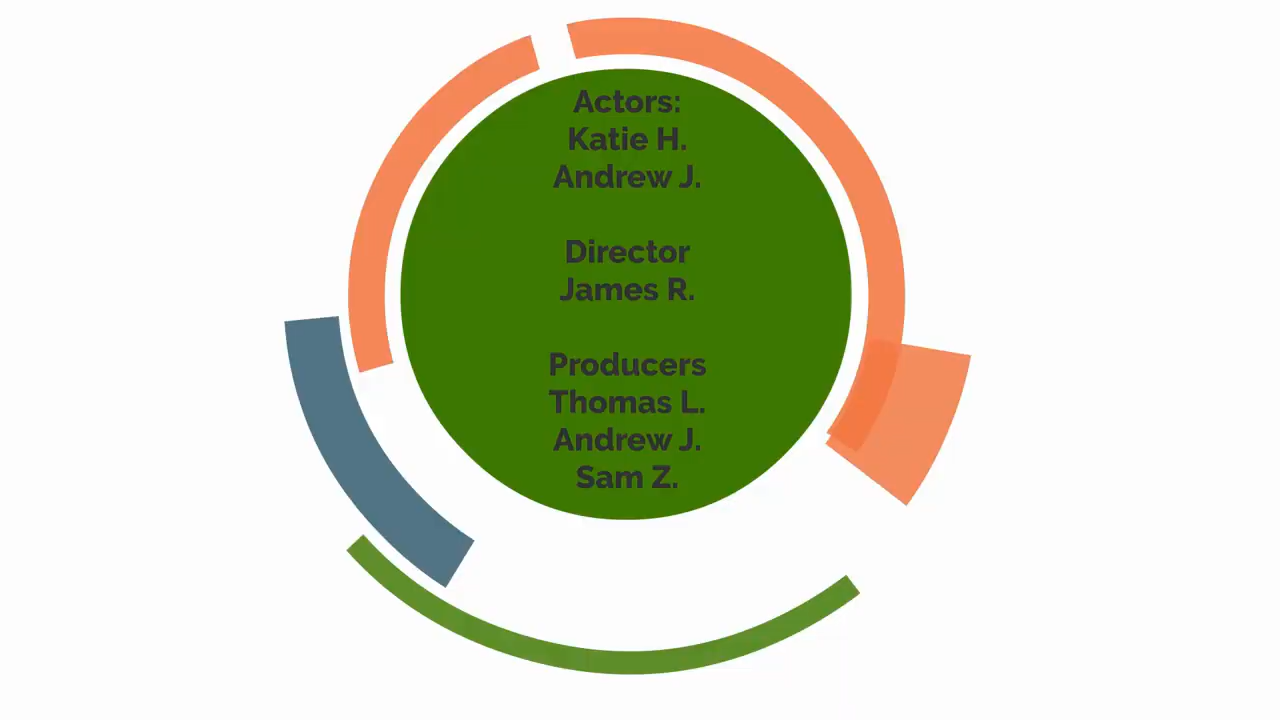 Actors:
Katie H.
Andrew J.
Director
James R.
Producers
Thomas L.
Andrew J.
Sam Z.